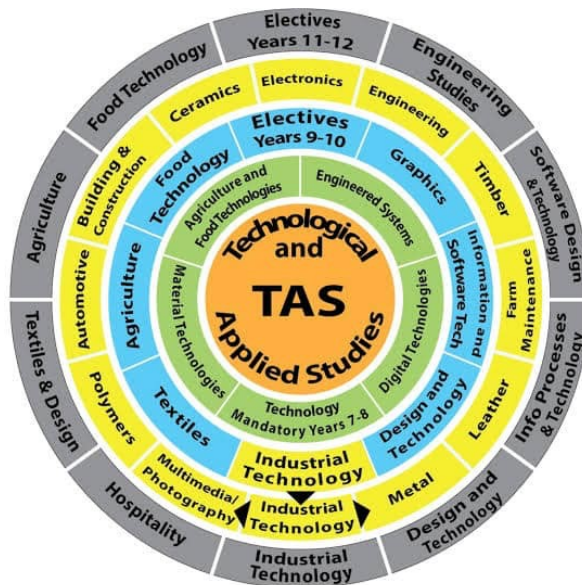 Electives
Years 11-12
Engineering
Studies
Software Design
& Technology
Info Processes
& Technology
Design and
Technology
Industrial
Technology
Hospitality
Textiles & Design
Agriculture
Food Technology
Electronics
Engineering
Timber
Farm
Maintenance
Leather
Metal
Industrial
Technology
Multimedia/
Photography
Polymers
Automotive
Building &
Construction
Ceramics
Electives
Years 9-10
Graphics
Information and
Software Tech
Design and
Technology
Industrial
Technology
Textiles
Agriculture
Food
Technology
Agriculture and
Food Technologies
Engineered Systems
Digital Technologies
Technology
Mandatory Years 7-8
Material Technologies
Technological
and
TAS
Applied Studies